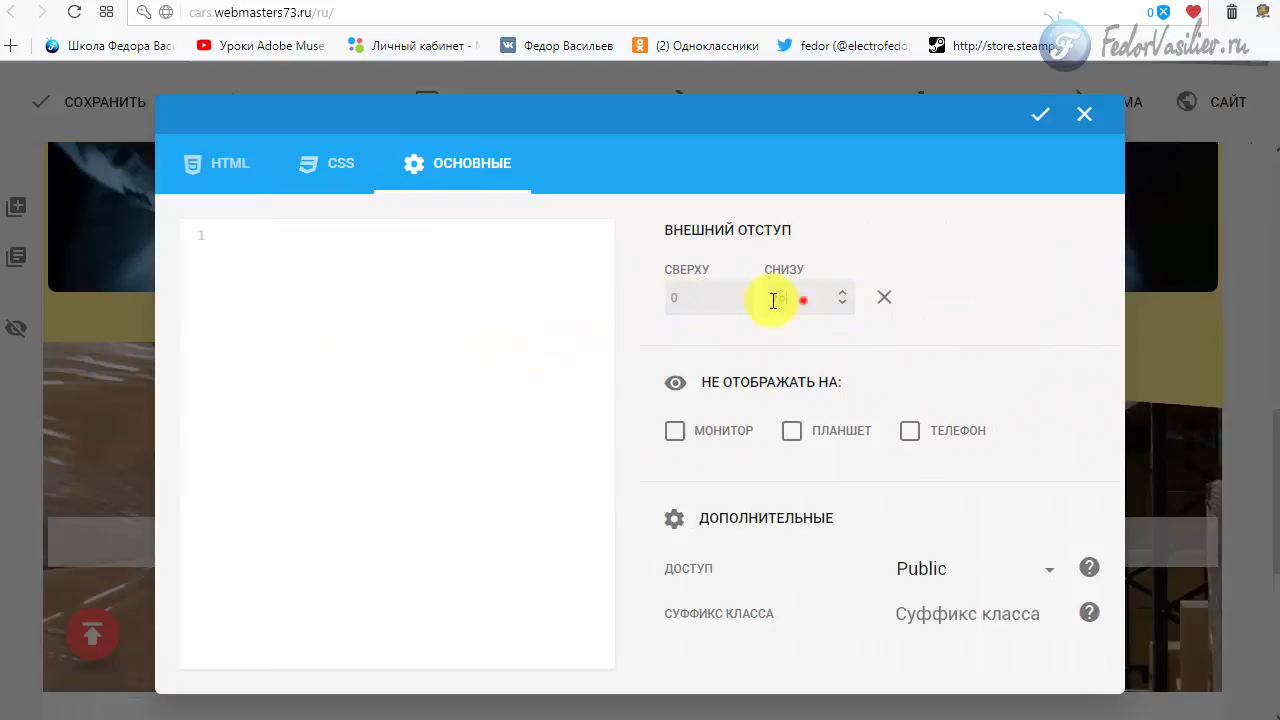 cars.webmasters73.ru/ru/
0
Школа Федора Вас
Уроки Adobe Muse,
Личный кабинет -
Федор Васильев
(2) Одноклассники
fedor (@electrofedo
http://store.steamp
FedorVasiliev.ru
СОХРАНИТЬ
САЙТ
HTML
CSS
ОСНОВНЫЕ
1
ВНЕШНИЙ ОТСТУП
СВЕРХУ
СНИЗУ
0
НЕ ОТОБРАЖАТЬ НА:
МОНИТОР
ПЛАНШЕТ
ТЕЛЕФОН
ДОПОЛНИТЕЛЬНЫЕ
ДОСТУП
Public
?
СУФФИКС КЛАССА
Суффикс класса
?